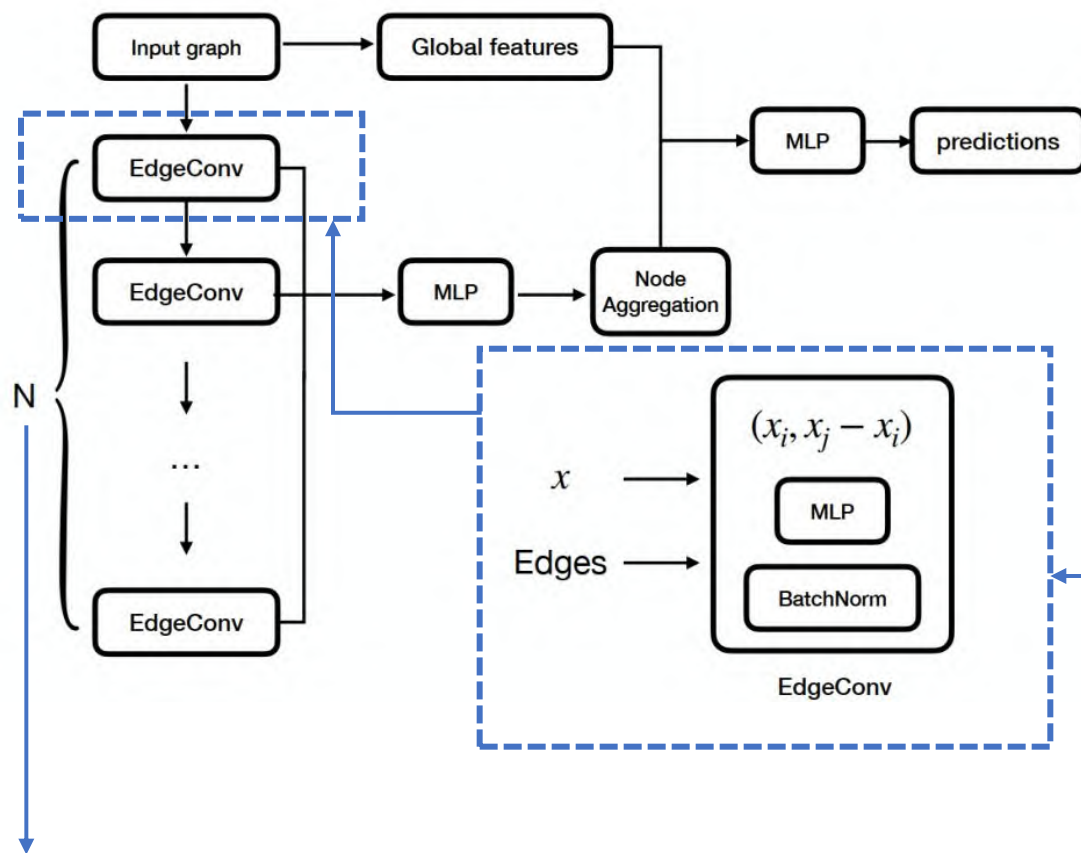 Input graph
Global features
EdgeConv
MLP
predictions
EdgeConv
MLP
Node
Aggregation
N
...
...
EdgeConv
(x_i, x_j − x_i)
x
MLP
Edges
BatchNorm
EdgeConv